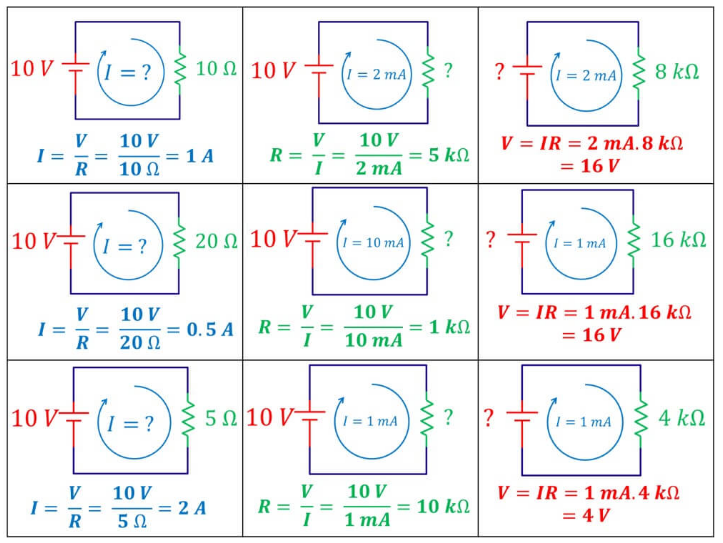 10 V I = ? 10 Ω
I = V/R = 10 V/10 Ω = 1 A
10 V I = 2 mA ?
R = V/I = 10 V/2 mA = 5 kΩ
? I = 2 mA 8 kΩ
V = IR = 2 mA.8 kΩ
= 16 V
10 V I = ? 20 Ω
I = V/R = 10 V/20 Ω = 0.5 A
10 V I = 10 mA ?
R = V/I = 10 V/10 mA = 1 kΩ
? I = 1 mA 16 kΩ
V = IR = 1 mA.16 kΩ
= 16 V
10 V I = ? 5 Ω
I = V/R = 10 V/5 Ω = 2 A
10 V I = 1 mA ?
R = V/I = 10 V/1 mA = 10 kΩ
? I = 1 mA 4 kΩ
V = IR = 1 mA.4 kΩ
= 4 V